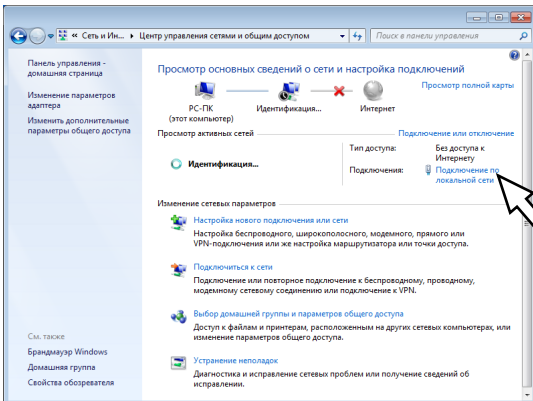 « Сеть и Ин... ▸ Центр управления сетями и общим доступом
Поиск в панели управления
Панель управления -
домашняя страница
Изменение параметров
адаптера
Изменить дополнительные
параметры общего доступа
См. также
Брандмауэр Windows
Домашняя группа
Свойства обозревателя
Просмотр основных сведений о сети и настройка подключений
Просмотр полной карты
РС-ПК
(этот компьютер)
Идентификация...
Интернет
Просмотр активных сетей
Подключение или отключение
Идентификация...
Тип доступа: Без доступа к
Интернету
Подключения: Подключение по
локальной сети
Изменение сетевых параметров
Настройка нового подключения или сети
Настройка беспроводного, широкополосного, модемного, прямого или
VPN-подключения или же настройка маршрутизатора или точки доступа.
Подключиться к сети
Подключение или повторное подключение к беспроводному, проводному,
модемному сетевому соединению или подключение к VPN.
Выбор домашней группы и параметров общего доступа
Доступ к файлам и принтерам, расположенным на других сетевых компьютерах, или
изменение параметров общего доступа.
Устранение неполадок
Диагностика и исправление сетевых проблем или получение сведений об
исправлении.